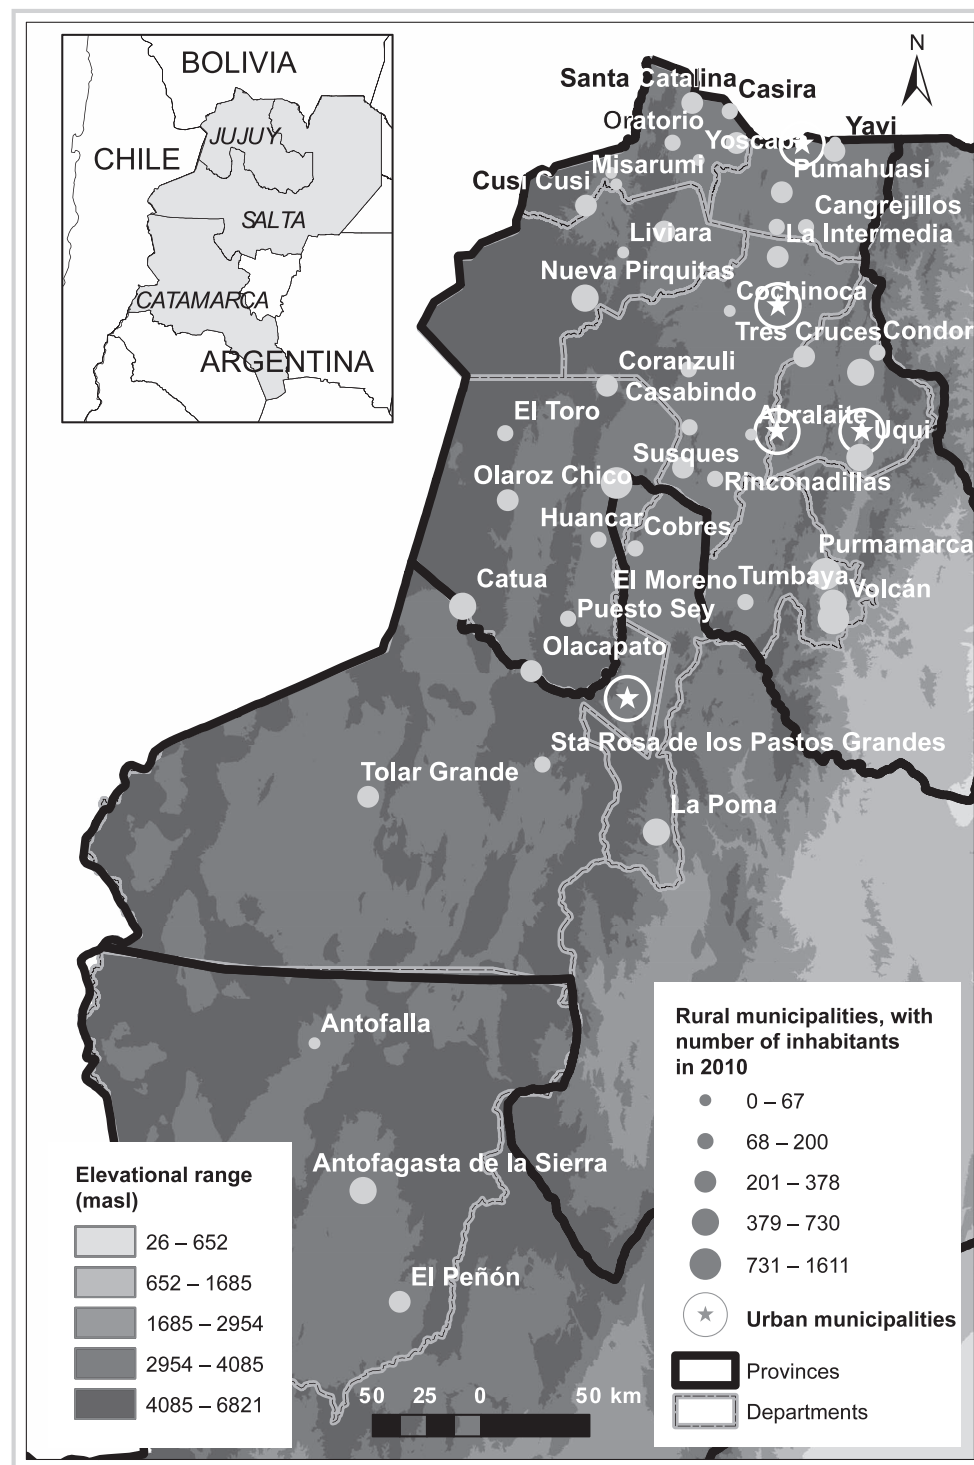 BOLIVIA
JUJUY
CHILE
SALTA
CATAMARCA
ARGENTINA
N
Santa Catalina
Casira
Oratorio
Yoscaba
Yavi
Misarumi
Pumahuasi
Cusi Cusi
Cangrejillos
Liviara
La Intermedia
Nueva Pirquitas
Cochinoca
Tres Cruces
Condor
Coranzuli
Casabindo
El Toro
Abralaite
Uqui
Susques
Olaroz Chico
Rinconadillas
Huancar
Cobres
Purmamarca
El Moreno
Tumbaya
Catua
Volcán
Puesto Sey
Olacapato
Sta Rosa de los Pastos Grandes
Tolar Grande
La Poma
Antofalla
Antofagasta de la Sierra
El Peñón
Elevational range
(masl)
26 – 652
652 – 1685
1685 – 2954
2954 – 4085
4085 – 6821
50 25 0 50 km
Rural municipalities, with
number of inhabitants
in 2010
0 – 67
68 – 200
201 – 378
379 – 730
731 – 1611
Urban municipalities
Provinces
Departments